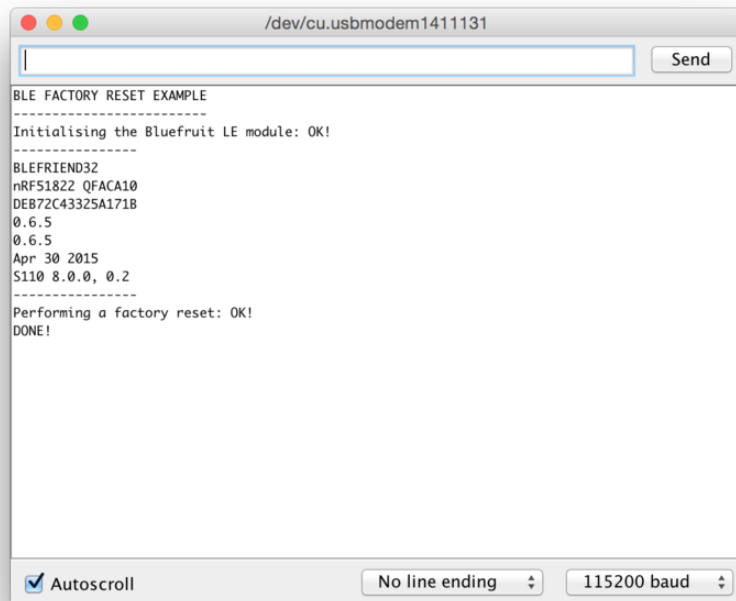 /dev/cu.usbmodem1411131
Send
BLE FACTORY RESET EXAMPLE
--------------------------
Initialising the Bluefruit LE module: OK!
----------------
BLEFRIEND32
nRF51822 QFACA10
DEB72C43325A171B
0.6.5
0.6.5
Apr 30 2015
S110 8.0.0, 0.2
----------------
Performing a factory reset: OK!
DONE!
Autoscroll
No line ending
115200 baud